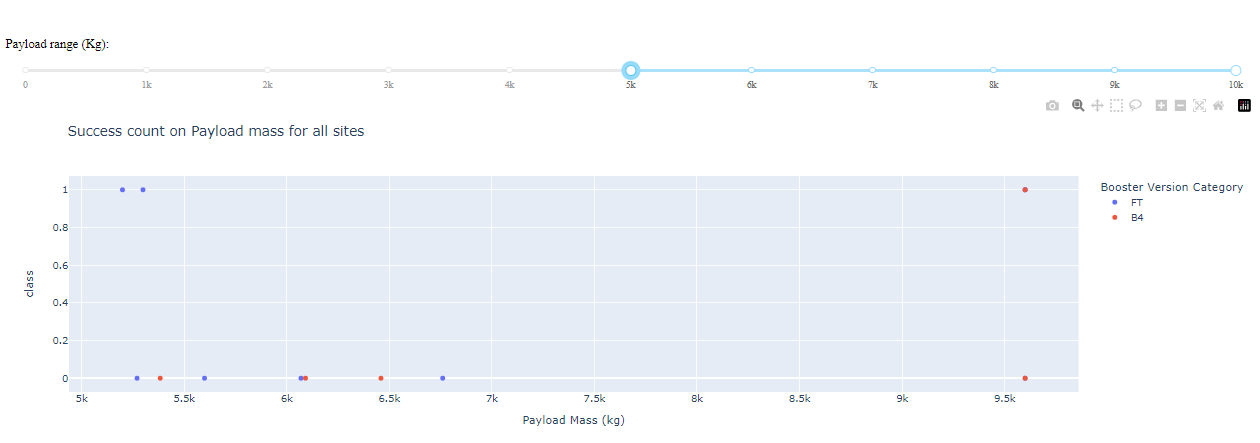 Payload range (Kg):
0 1k 2k 3k 4k 5k 6k 7k 8k 9k 10k
Success count on Payload mass for all sites
Booster Version Category
FT
B4
1
0.8
0.6
0.4
0.2
0
class
5k 5.5k 6k 6.5k 7k 7.5k 8k 8.5k 9k 9.5k
Payload Mass (kg)